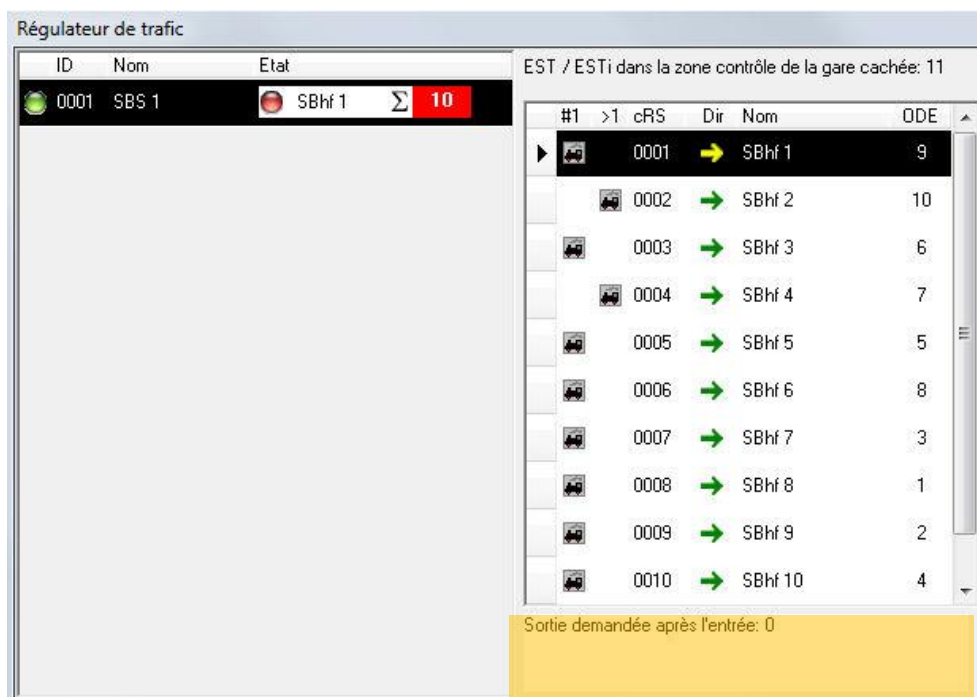 Régulateur de trafic
ID Nom Etat
0001 SBS 1 SBhf 1 Σ 10
EST / ESTi dans la zone contrôle de la gare cachée: 11
#1 >1 cRS Dir Nom ODE
0001 SBhf 1 9
0002 SBhf 2 10
0003 SBhf 3 6
0004 SBhf 4 7
0005 SBhf 5 5
0006 SBhf 6 8
0007 SBhf 7 3
0008 SBhf 8 1
0009 SBhf 9 2
0010 SBhf 10 4
Sortie demandée après l'entrée: 0